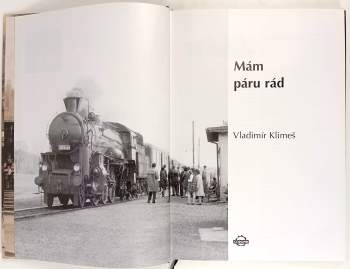 Mám
páru rád
Vladimír Klimeš